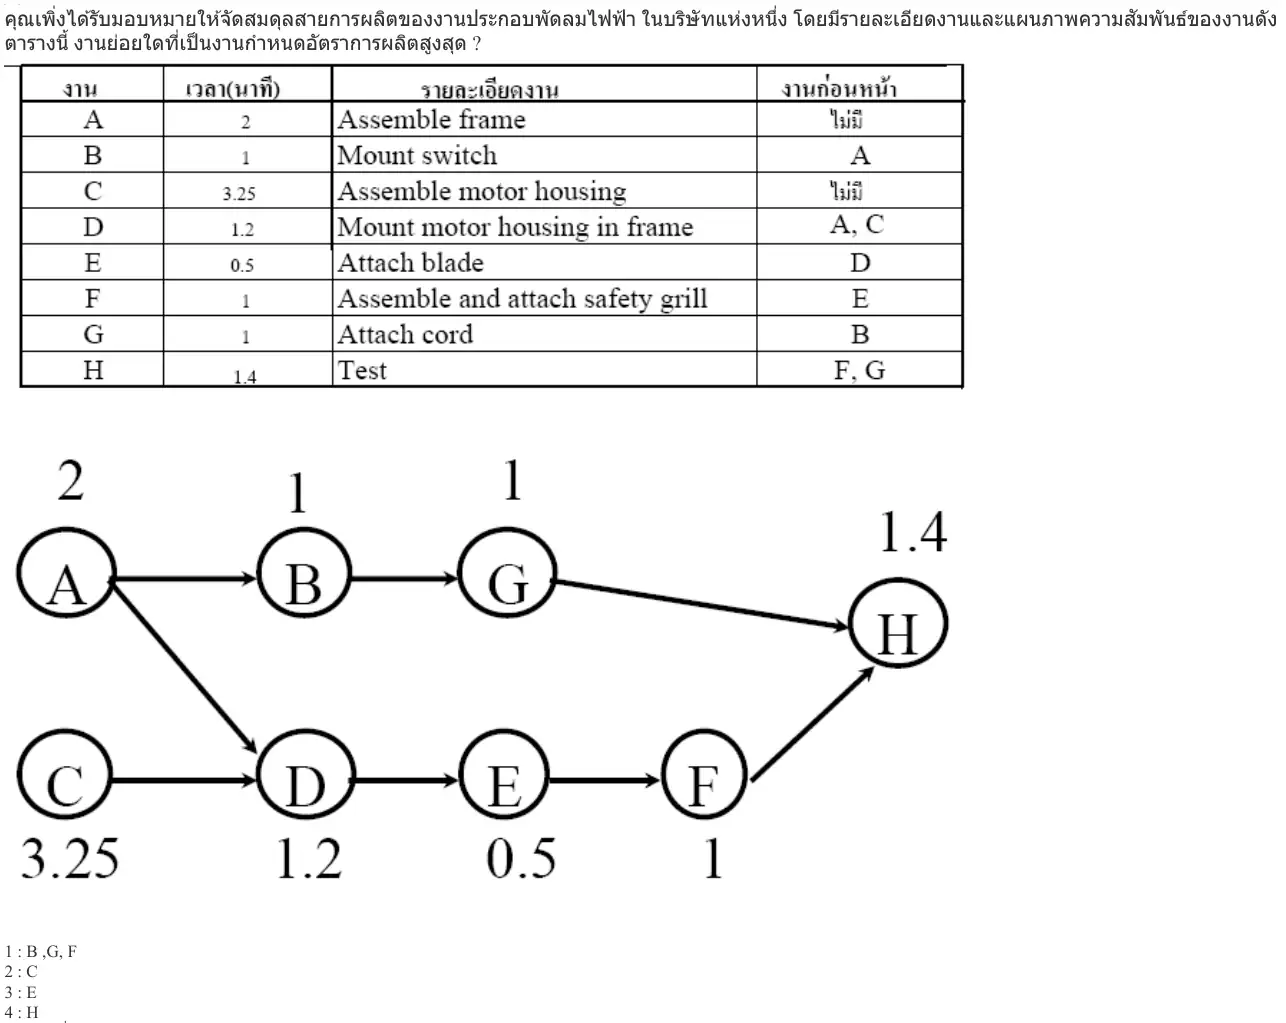 คุณเพิ่งได้รับมอบหมายให้จัดสมดุลสายการผลิตของงานประกอบพัดลมไฟฟ้า ในบริษัทแห่งหนึ่ง โดยมีรายละเอียดงานและแผนภาพความสัมพันธ์ของงานดัง
ตารางนี้ งานย่อยใดที่เป็นงานกำหนดอัตราการผลิตสูงสุด ?
งาน เวลา(นาที) รายละเอียดงาน งานก่อนหน้า
A 2 Assemble frame ไม่มี
B 1 Mount switch A
C 3.25 Assemble motor housing ไม่มี
D 1.2 Mount motor housing in frame A, C
E 0.5 Attach blade D
F 1 Assemble and attach safety grill E
G 1 Attach cord B
H 1.4 Test F, G
2 1 1
1.4
A B G
H
C D E F
3.25 1.2 0.5 1
1 : B ,G, F
2 : C
3 : E
4 : H